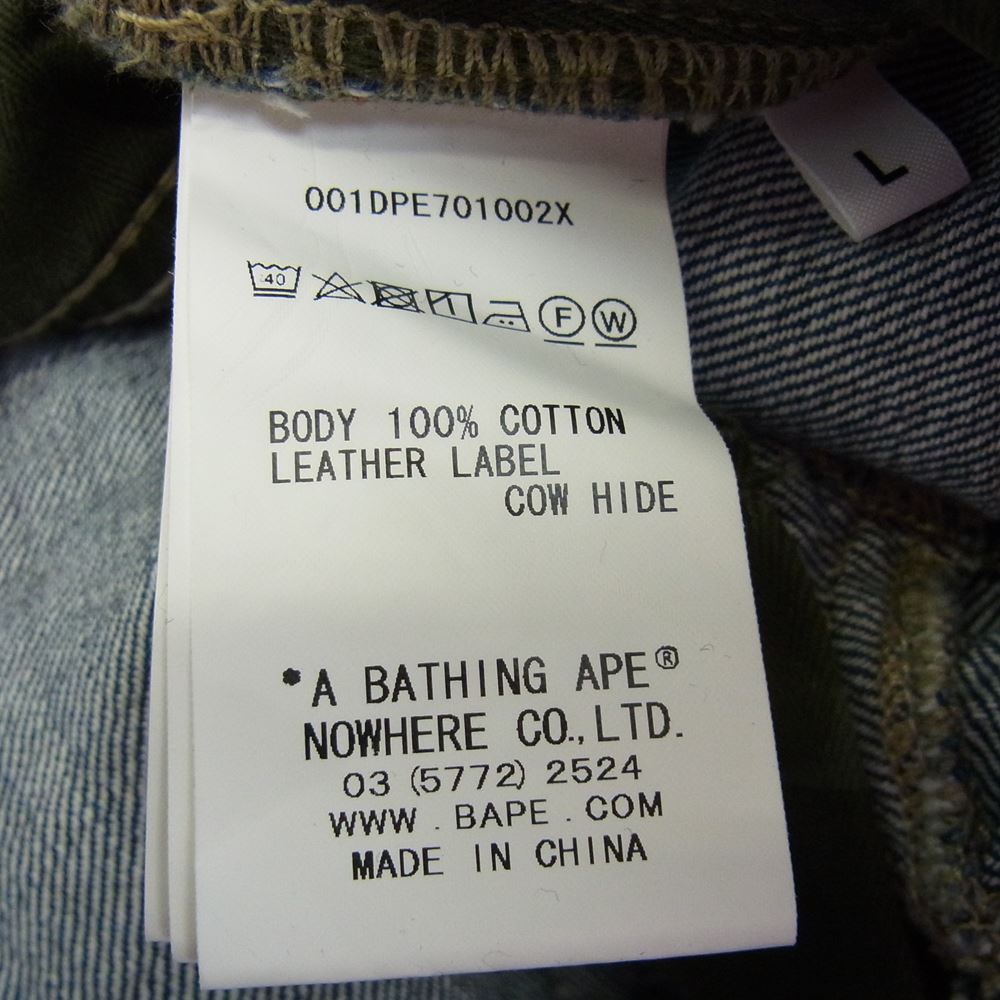 001DPE701002X
40 F W
BODY 100% COTTON
LEATHER LABEL
COW HIDE
*A BATHING APE®
NOWHERE CO.,LTD.
03 (5772) 2524
WWW . BAPE . COM
MADE IN CHINA
L